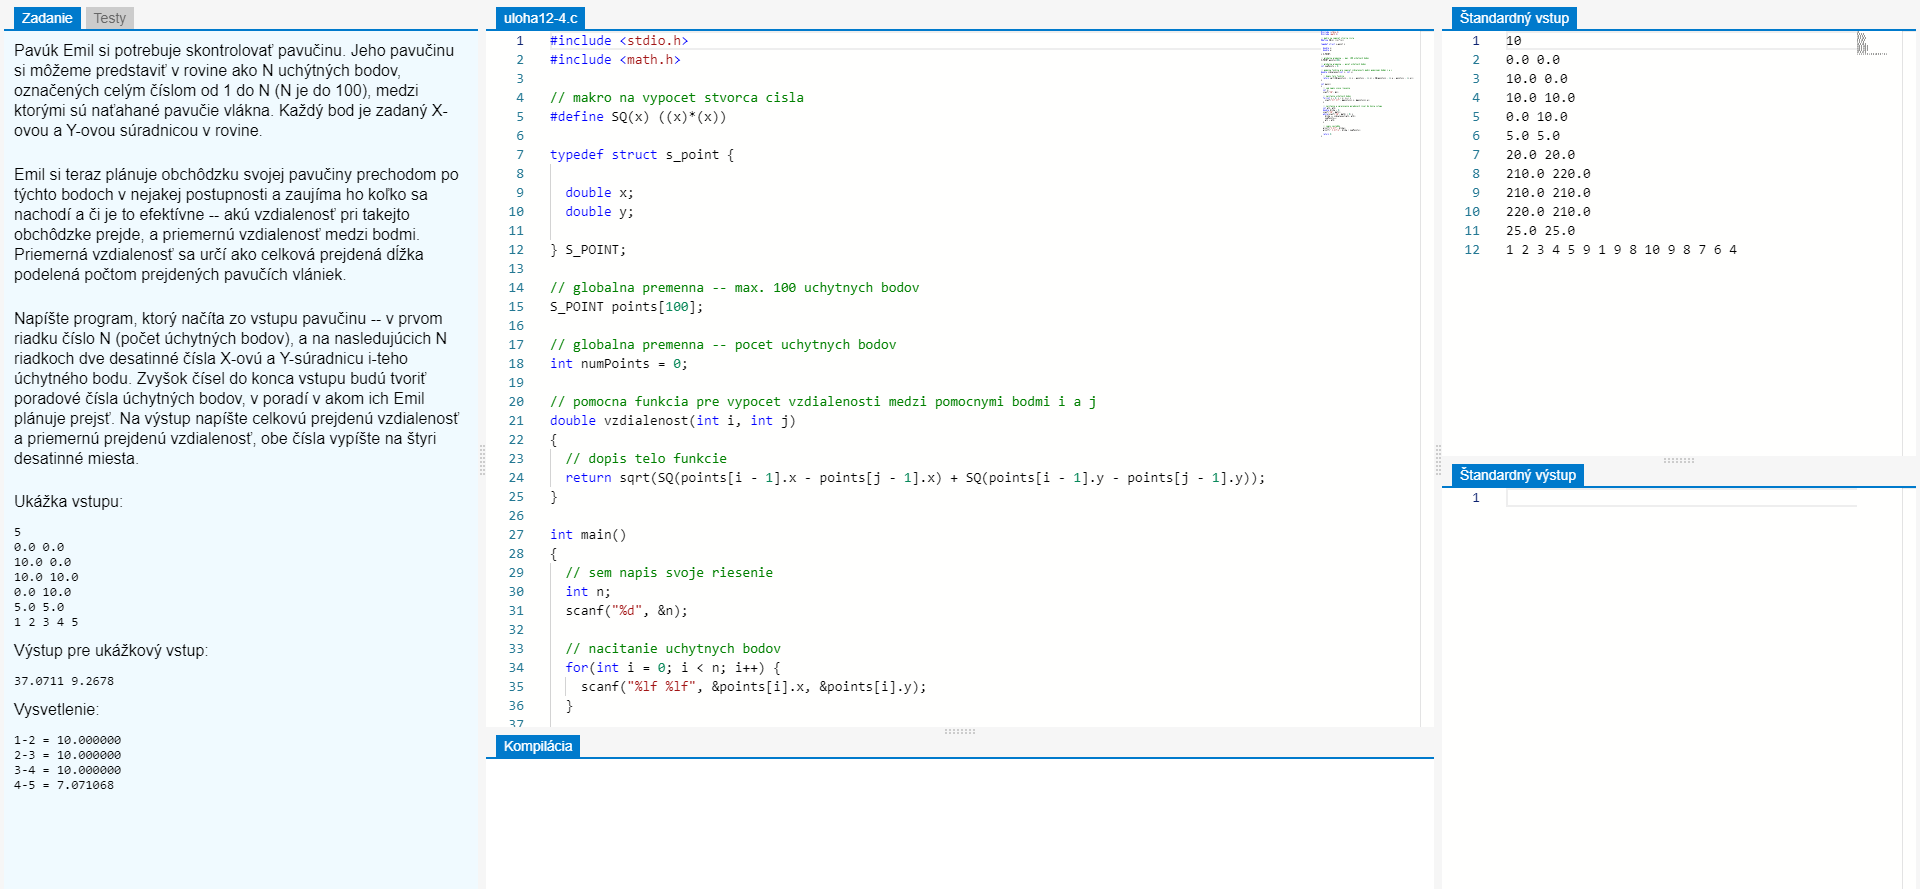 Zadanie
Testy
Pavúk Emil si potrebuje skontrolovať pavučinu. Jeho pavučinu
si môžeme predstaviť v rovine ako N uchýtných bodov,
označených celým číslom od 1 do N (N je do 100), medzi
ktorými sú naťahané pavučie vlákna. Každý bod je zadaný X-
ovou a Y-ovou súradnicou v rovine.
Emil si teraz plánuje obchôdzku svojej pavučiny prechodom po
týchto bodoch v nejakej postupnosti a zaujíma ho koľko sa
nachodí a či je to efektívne -- akú vzdialenosť pri takejto
obchôdzke prejde, a priemernú vzdialenosť medzi bodmi.
Priemerná vzdialenosť sa určí ako celková prejdená dĺžka
podelená počtom prejdených pavučích vlániek.
Napíšte program, ktorý načíta zo vstupu pavučinu -- v prvom
riadku číslo N (počet úchytných bodov), a na nasledujúcich N
riadkoch dve desatinné čísla X-ovú a Y-súradnicu i-teho
úchytného bodu. Zvyšok čísel do konca vstupu budú tvoriť
poradové čísla úchytných bodov, v poradí v akom ich Emil
plánuje prejsť. Na výstup napíšte celkovú prejdenú vzdialenosť
a priemernú prejdenú vzdialenosť, obe čísla vypíšte na štyri
desatinné miesta.
Ukážka vstupu:
5
0.0 0.0
10.0 0.0
10.0 10.0
0.0 10.0
5.0 5.0
1 2 3 4 5
Výstup pre ukážkový vstup:
37.0711 9.2678
Vysvetlenie:
1-2 = 10.000000
2-3 = 10.000000
3-4 = 10.000000
4-5 = 7.071068
uloha12-4.c
1 #include <stdio.h>
2 #include <math.h>
3
4 // makro na vypocet stvorca cisla
5 #define SQ(x) ((x)*(x))
6
7 typedef struct s_point {
8
9 double x;
10 double y;
11
12 } S_POINT;
13
14 // globalna premenna -- max. 100 uchytnych bodov
15 S_POINT points[100];
16
17 // globalna premenna -- pocet uchytnych bodov
18 int numPoints = 0;
19
20 // pomocna funkcia pre vypocet vzdialenosti medzi pomocnymi bodmi i a j
21 double vzdialenost(int i, int j)
22 {
23 // dopis telo funkcie
24 return sqrt(SQ(points[i - 1].x - points[j - 1].x) + SQ(points[i - 1].y - points[j - 1].y));
25 }
26
27 int main()
28 {
29 // sem napis svoje riesenie
30 int n;
31 scanf("%d", &n);
32
33 // nacitanie uchytnych bodov
34 for(int i = 0; i < n; i++) {
35 scanf("%lf %lf", &points[i].x, &points[i].y);
36 }
37
Kompilácia
Štandardný vstup
1 10
2 0.0 0.0
3 10.0 0.0
4 10.0 10.0
5 0.0 10.0
6 5.0 5.0
7 20.0 20.0
8 210.0 220.0
9 210.0 210.0
10 220.0 210.0
11 25.0 25.0
12 1 2 3 4 5 9 1 9 8 10 9 8 7 6 4
Štandardný výstup
1